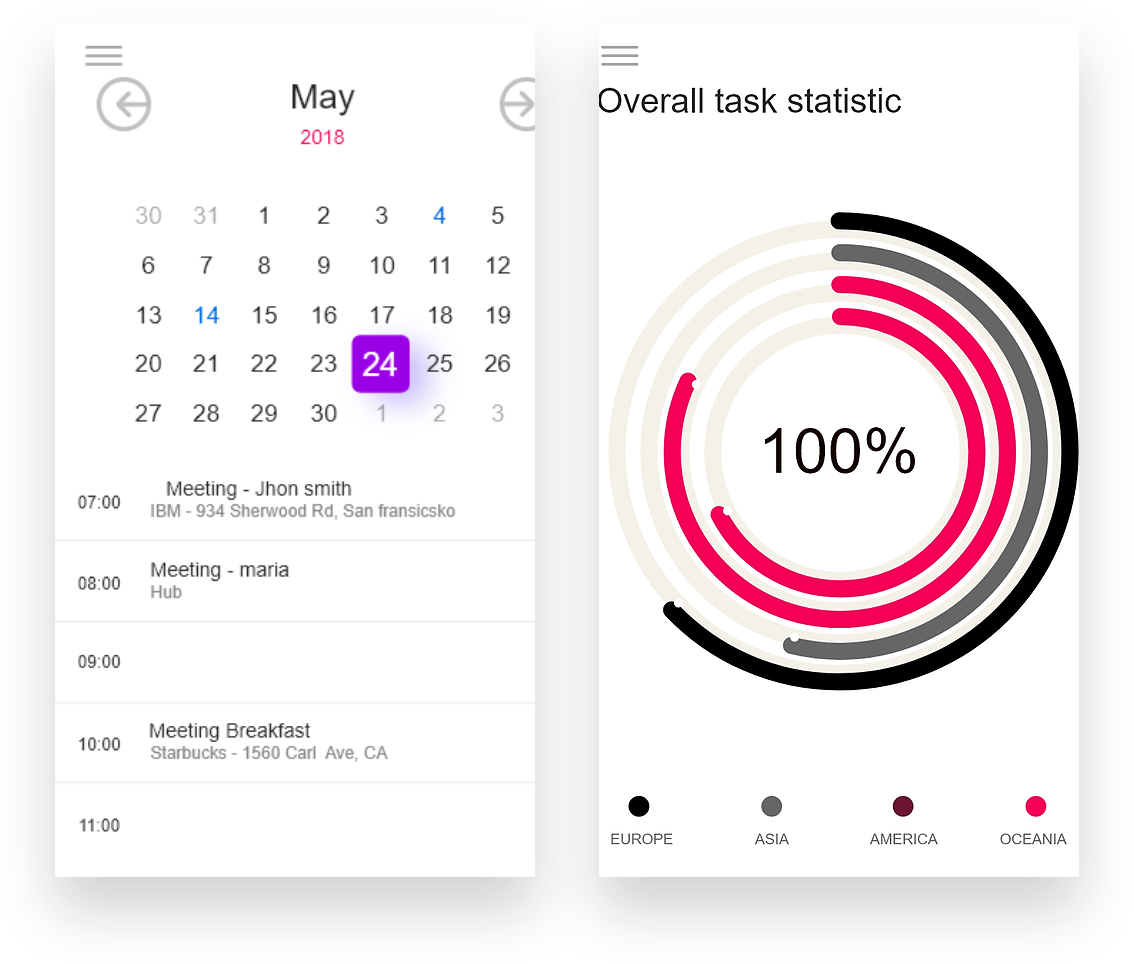 May
2018
30 31 1 2 3 4 5
6 7 8 9 10 11 12
13 14 15 16 17 18 19
20 21 22 23 24 25 26
27 28 29 30 1 2 3
07:00 Meeting - Jhon smith
IBM - 934 Sherwood Rd, San fransicsko
08:00 Meeting - maria
Hub
09:00
10:00 Meeting Breakfast
Starbucks - 1560 Carl Ave, CA
11:00
Overall task statistic
100%
EUROPE ASIA AMERICA OCEANIA